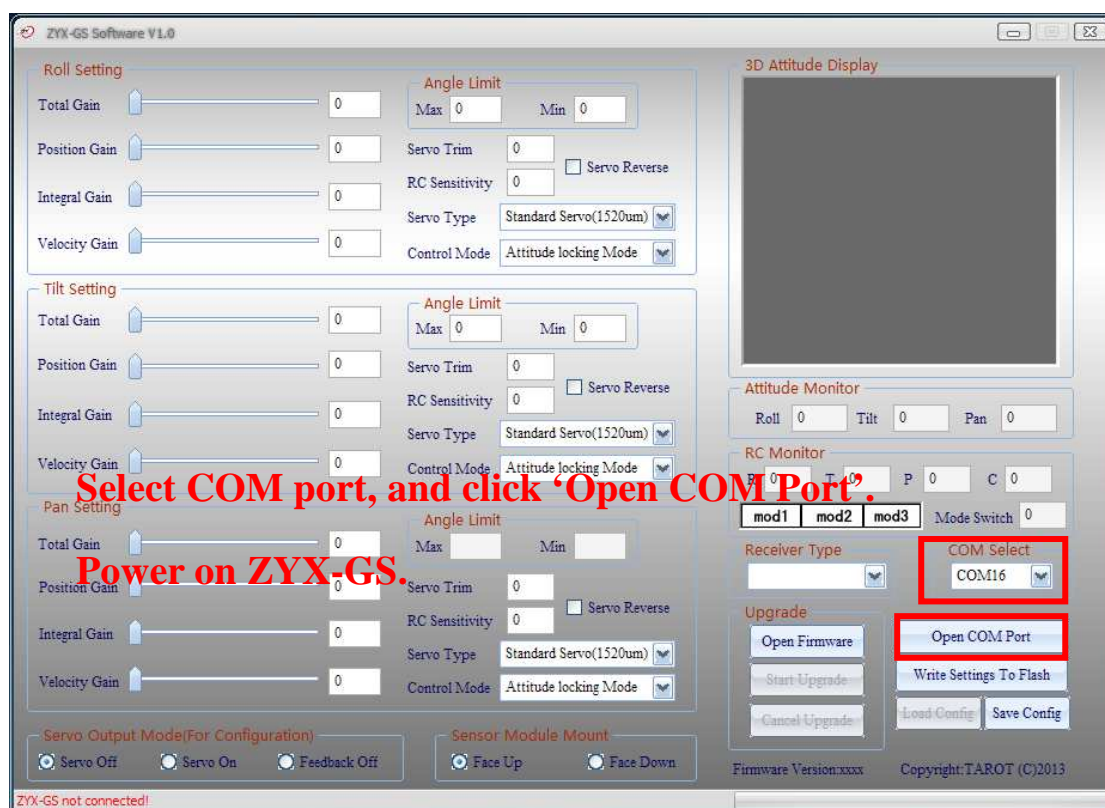 ZYX-GS Software V1.0
Roll Setting
Total Gain 0
Position Gain 0
Integral Gain 0
Velocity Gain 0
Angle Limit
Max 0 Min 0
Servo Trim 0
Servo Reverse
RC Sensitivity 0
Servo Type Standard Servo(1520um)
Control Mode Attitude locking Mode
Tilt Setting
Total Gain 0
Position Gain 0
Integral Gain 0
Velocity Gain 0
Angle Limit
Max 0 Min 0
Servo Trim 0
Servo Reverse
RC Sensitivity 0
Servo Type Standard Servo(1520um)
Control Mode Attitude locking Mode
Select COM port, and click ‘Open COM Port’.
Power on ZYX-GS.
Pan Setting
Total Gain 0
Position Gain 0
Integral Gain 0
Velocity Gain 0
Angle Limit
Max Min
Servo Trim 0
Servo Reverse
RC Sensitivity 0
Servo Type Standard Servo(1520um)
Control Mode Attitude locking Mode
Servo Output Mode(For Configuration)
Servo Off Servo On Feedback Off
Sensor Module Mount
Face Up Face Down
3D Attitude Display
Attitude Monitor
Roll 0 Tilt 0 Pan 0
RC Monitor
R 0 T 0 P 0 C 0
mod1 mod2 mod3 Mode Switch 0
Receiver Type
COM Select
COM16
Upgrade
Open Firmware
Start Upgrade
Cancel Upgrade
Open COM Port
Write Settings To Flash
Load Config Save Config
Firmware Version:xxxx Copyright:TAROT (C)2013
ZYX-GS not connected!